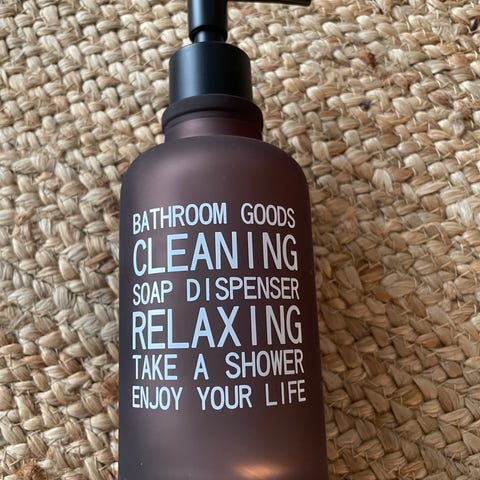 BATHROOM GOODS
CLEANING
SOAP DISPENSER
RELAXING
TAKE A SHOWER
ENJOY YOUR LIFE